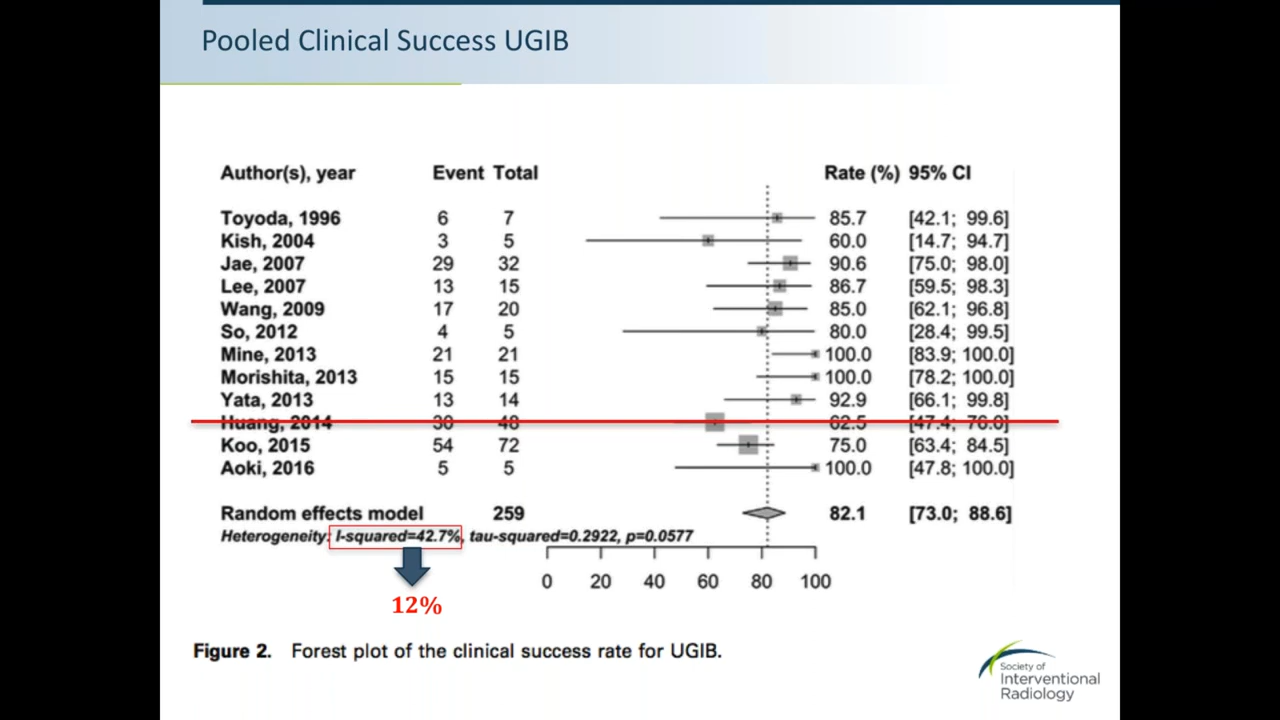 Pooled Clinical Success UGIB
Author(s), year Event Total Rate (%) 95% CI
Toyoda, 1996 6 7 85.7 [42.1; 99.6]
Kish, 2004 3 5 60.0 [14.7; 94.7]
Jae, 2007 29 32 90.6 [75.0; 98.0]
Lee, 2007 13 15 86.7 [59.5; 98.3]
Wang, 2009 17 20 85.0 [62.1; 96.8]
So, 2012 4 5 80.0 [28.4; 99.5]
Mine, 2013 21 21 100.0 [83.9; 100.0]
Morishita, 2013 15 15 100.0 [78.2; 100.0]
Yata, 2013 13 14 92.9 [66.1; 99.8]
Huang, 2014 30 48 62.5 [47.4; 76.0]
Koo, 2015 54 72 75.0 [63.4; 84.5]
Aoki, 2016 5 5 100.0 [47.8; 100.0]
Random effects model 259 82.1 [73.0; 88.6]
Heterogeneity: I-squared=42.7%, tau-squared=0.2922, p=0.0577
0 20 40 60 80 100
12%
Figure 2. Forest plot of the clinical success rate for UGIB.
Society of
Interventional
Radiology